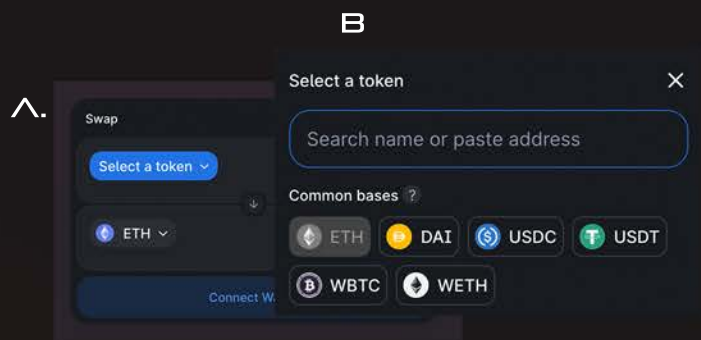 B
A.
Swap
Select a token
ETH
Connect Wa
Select a token
Search name or paste address
Common bases ?
ETH DAI USDC USDT
WBTC WETH